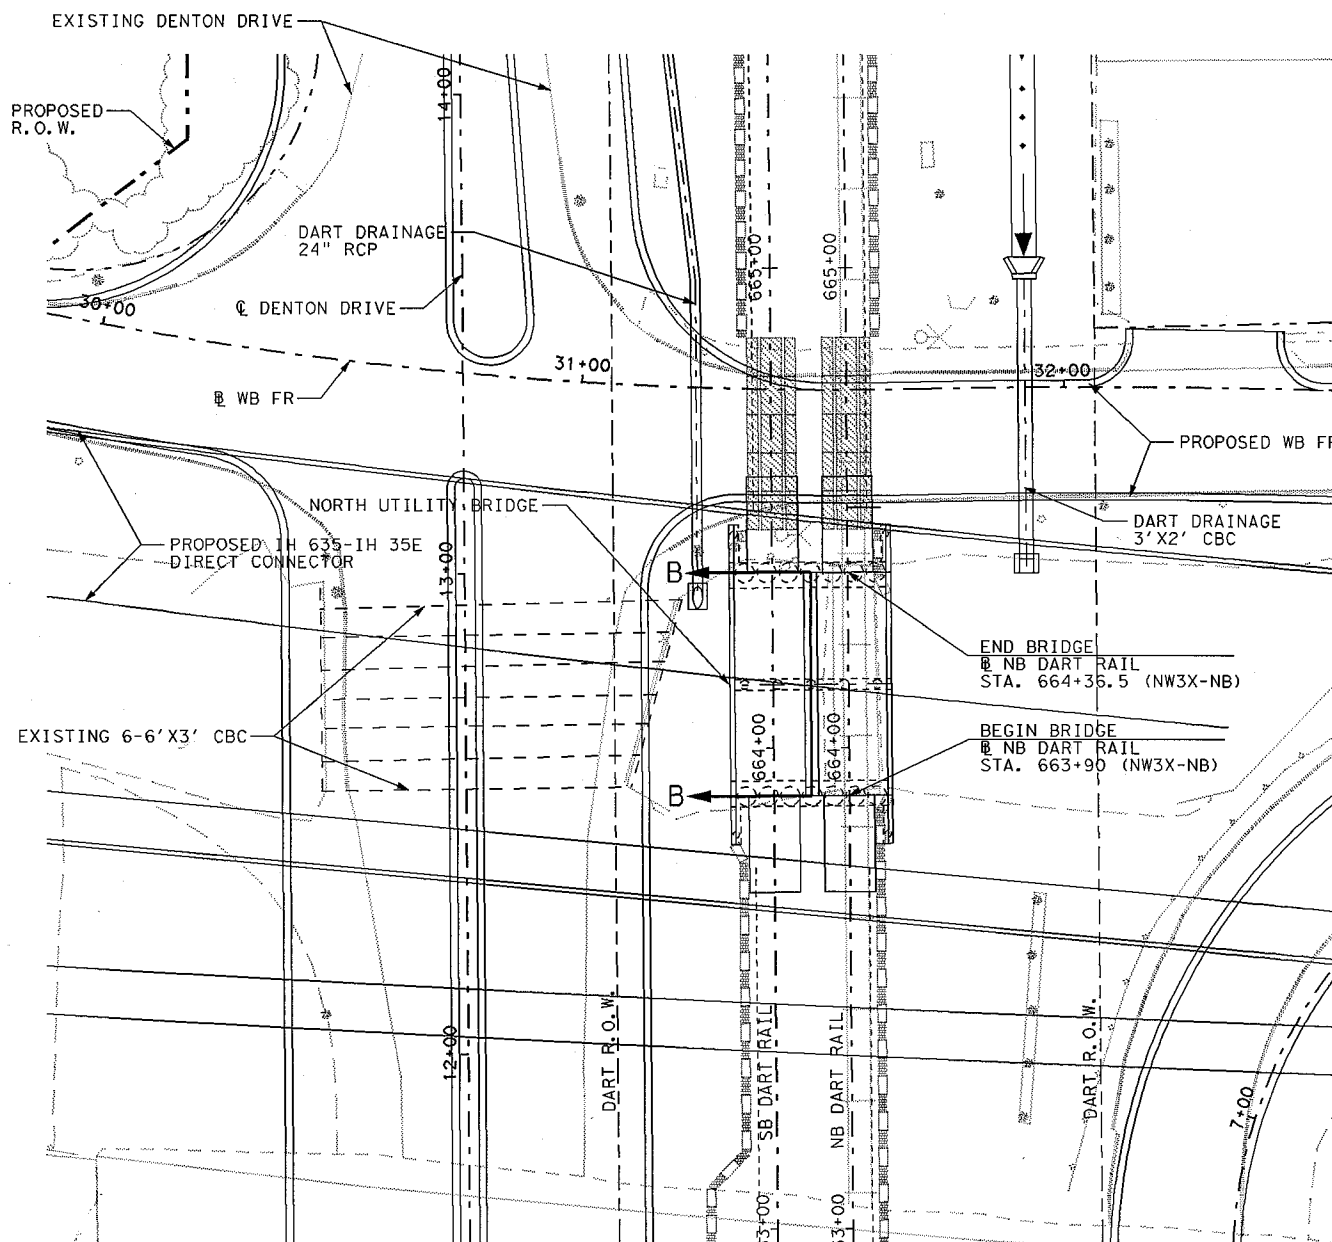 EXISTING DENTON DRIVE
14+00
PROPOSED
R.O.W.
DART DRAINAGE
24" RCP
665+00
665+00
30+00
℄ DENTON DRIVE
31+00
32+00
B WB FR
PROPOSED WB FR
NORTH UTILITY BRIDGE
DART DRAINAGE
3'X2' CBC
PROPOSED IH 635-IH 35E
DIRECT CONNECTOR
13+00
B
END BRIDGE
B NB DART RAIL
STA. 664+36.5 (NW3X-NB)
EXISTING 6-6'X3' CBC
664+00
664+00
BEGIN BRIDGE
B NB DART RAIL
STA. 663+90 (NW3X-NB)
B
12+00
DART R.O.W.
SB DART RAIL
NB DART RAIL
DART R.O.W.
7+00
63+00
63+00